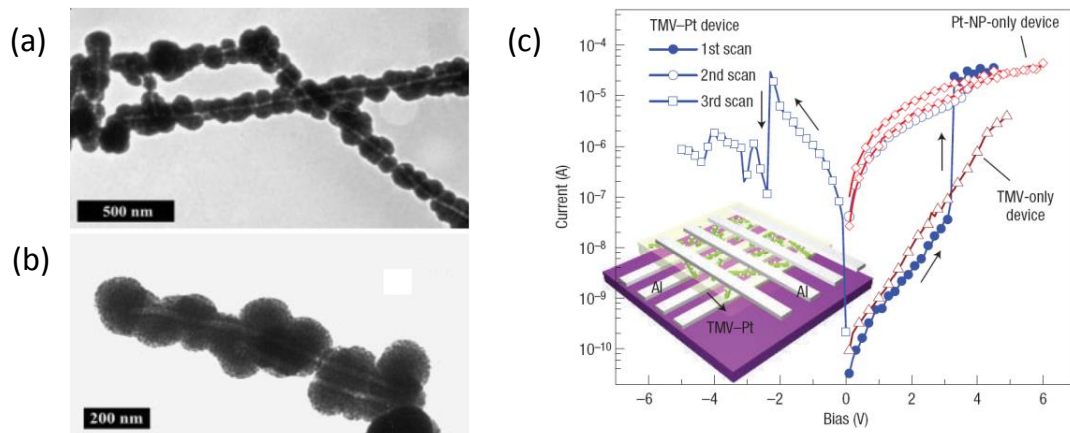 (a)
500 nm
(b)
200 nm
(c)
TMV–Pt device
1st scan
2nd scan
3rd scan
Pt-NP-only device
TMV-only
device
Al
Al
TMV–Pt
Current (A)
10⁻⁴
10⁻⁵
10⁻⁶
10⁻⁷
10⁻⁸
10⁻⁹
10⁻¹⁰
−6 −4 −2 0 2 4 6
Bias (V)